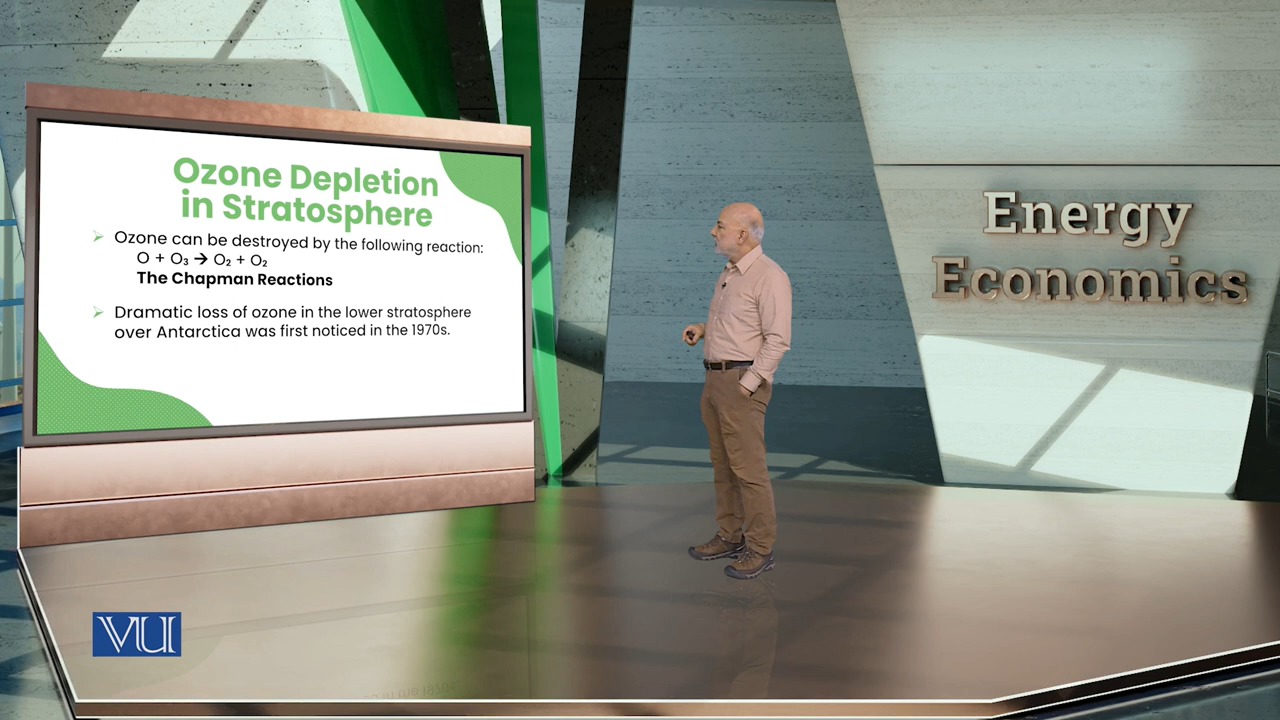 Ozone Depletion
in Stratosphere
Ozone can be destroyed by the following reaction:
O + O₃ → O₂ + O₂
The Chapman Reactions
Dramatic loss of ozone in the lower stratosphere
over Antarctica was first noticed in the 1970s.
Energy
Economics
VU